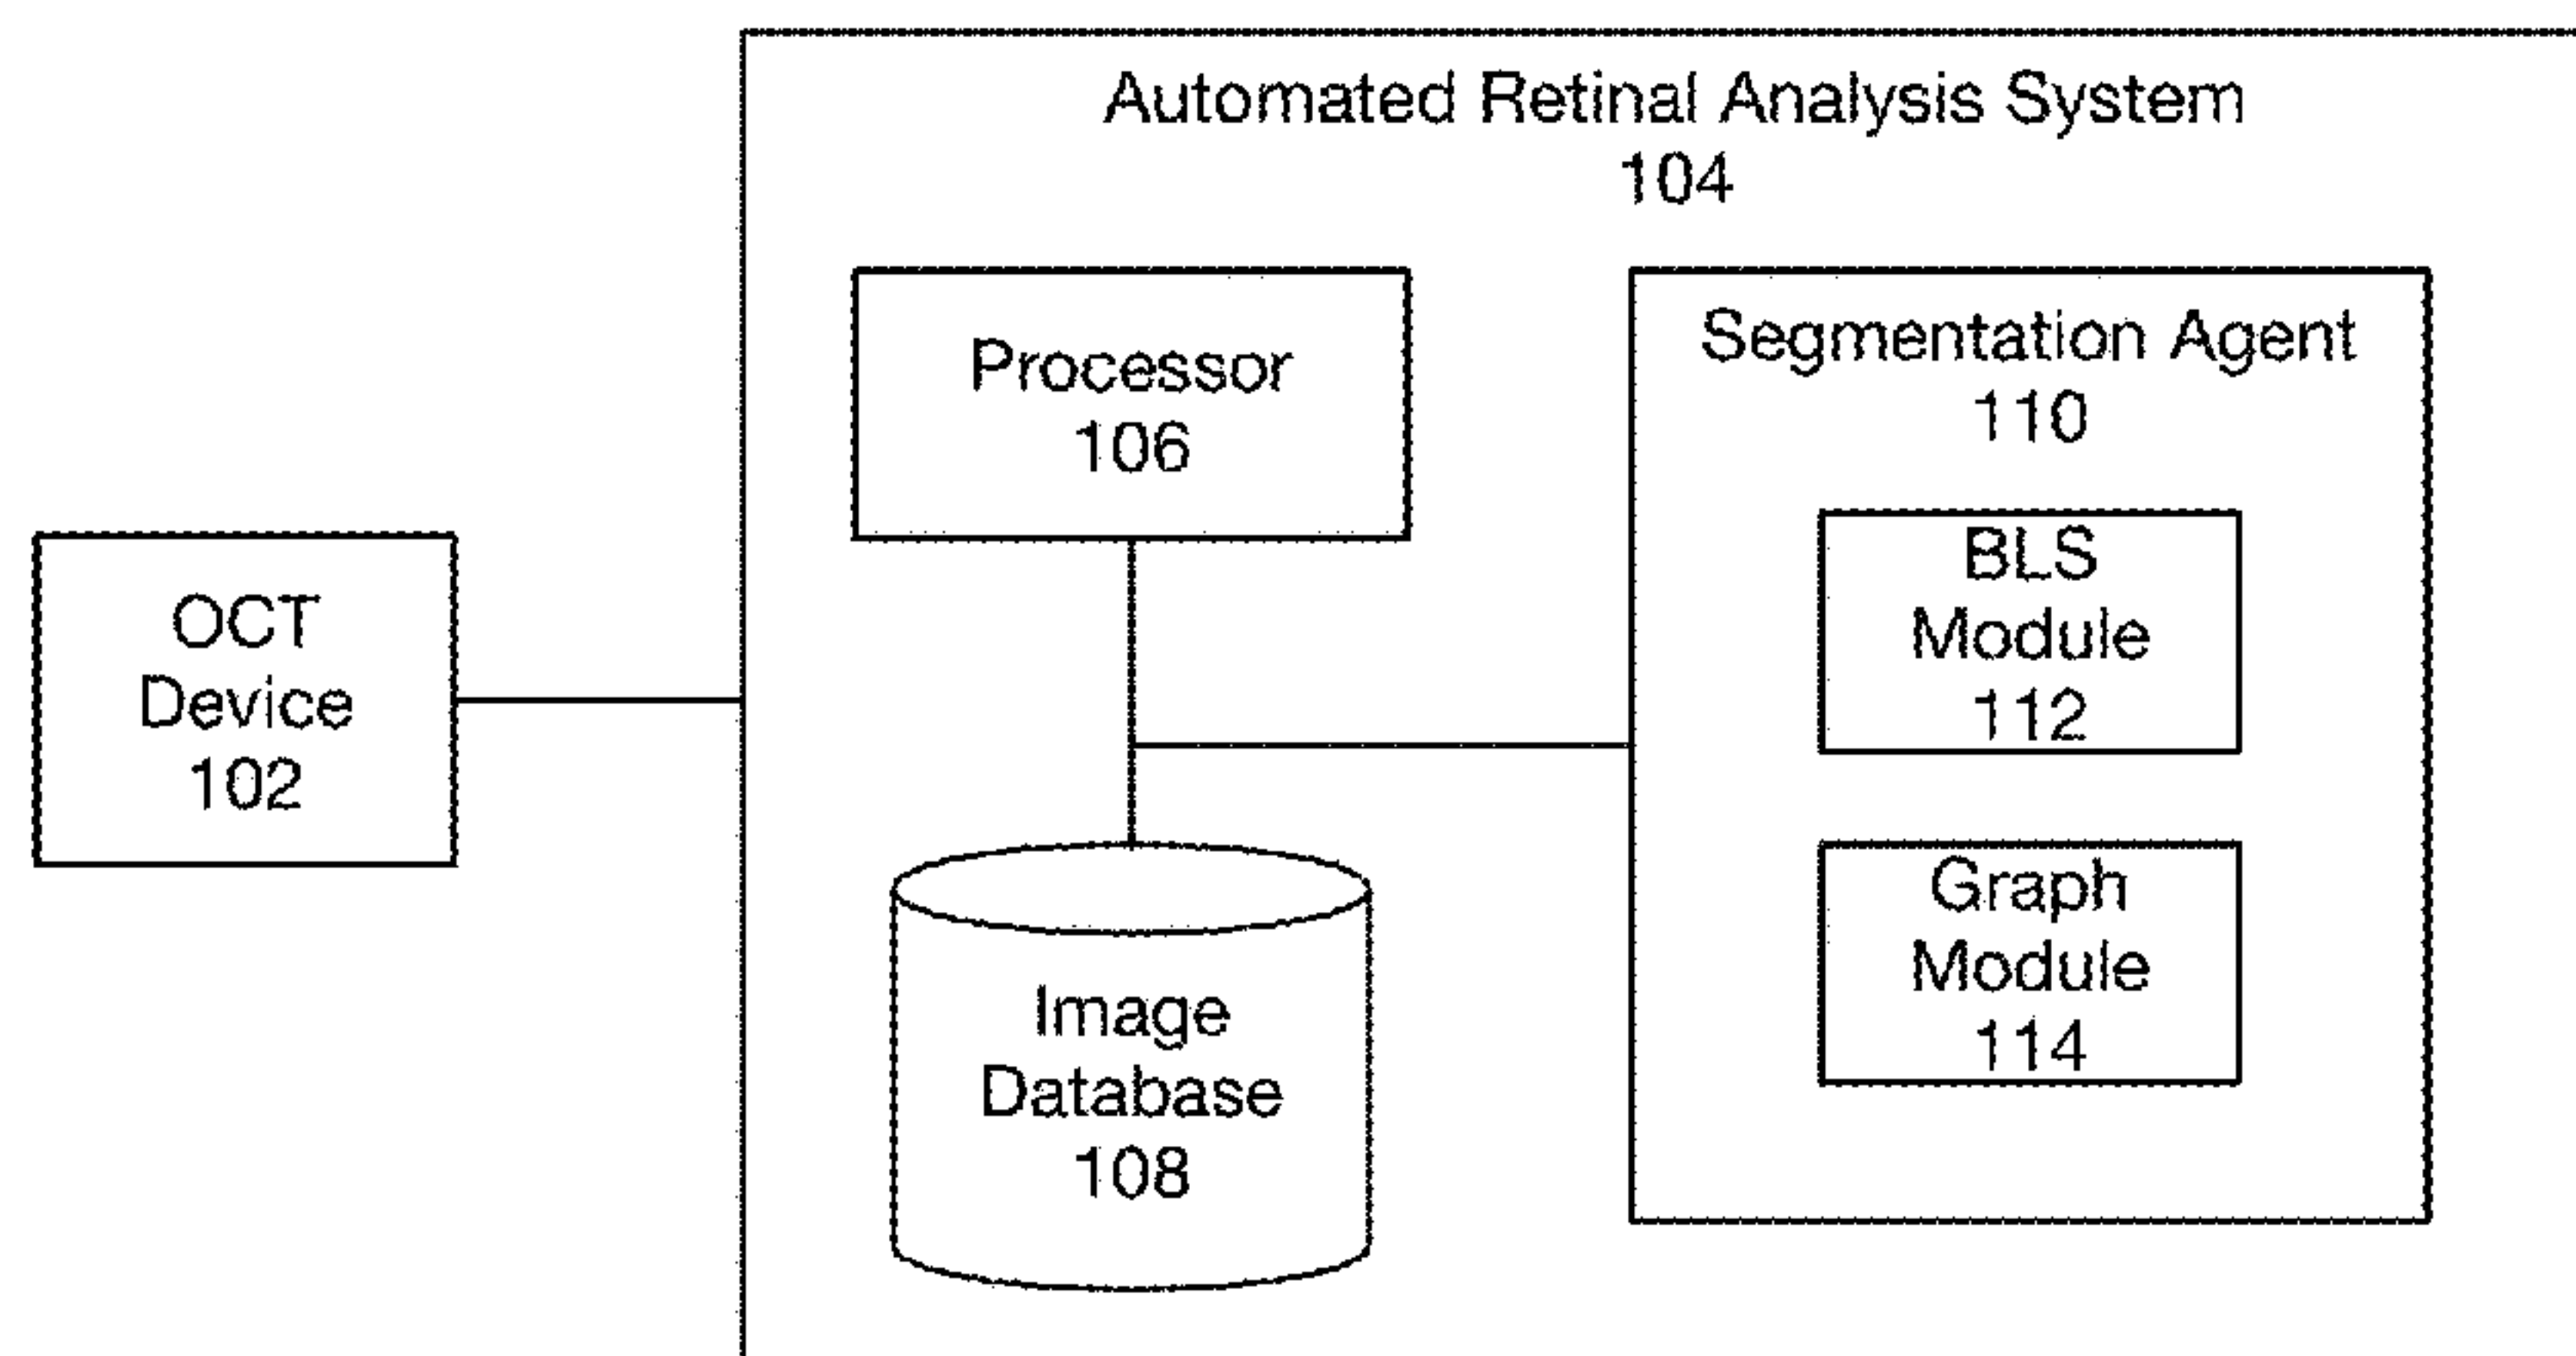 Automated Retinal Analysis System
104
Processor
106
Segmentation Agent
110
OCT
Device
102
BLS
Module
112
Image
Database
108
Graph
Module
114